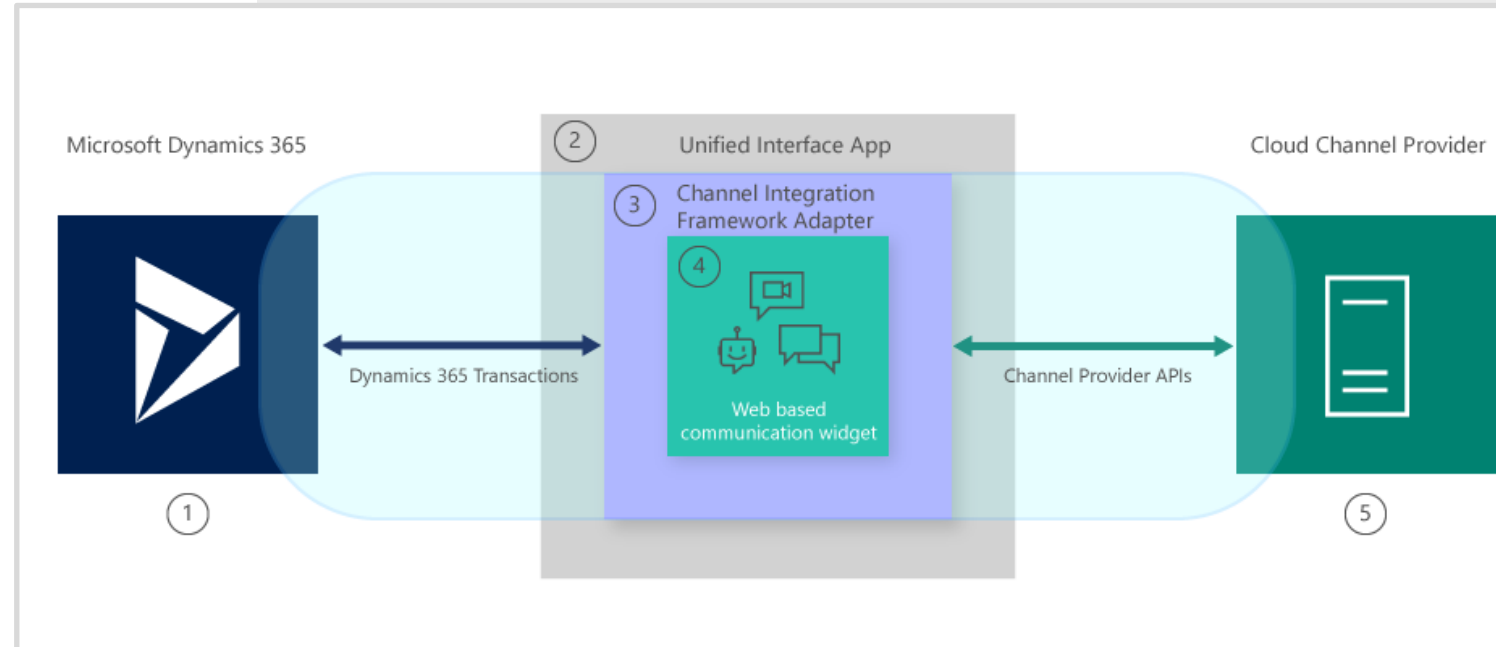 Microsoft Dynamics 365
2
Unified Interface App
Cloud Channel Provider
3
Channel Integration
Framework Adapter
4
Dynamics 365 Transactions
Channel Provider APIs
Web based
communication widget
1
5